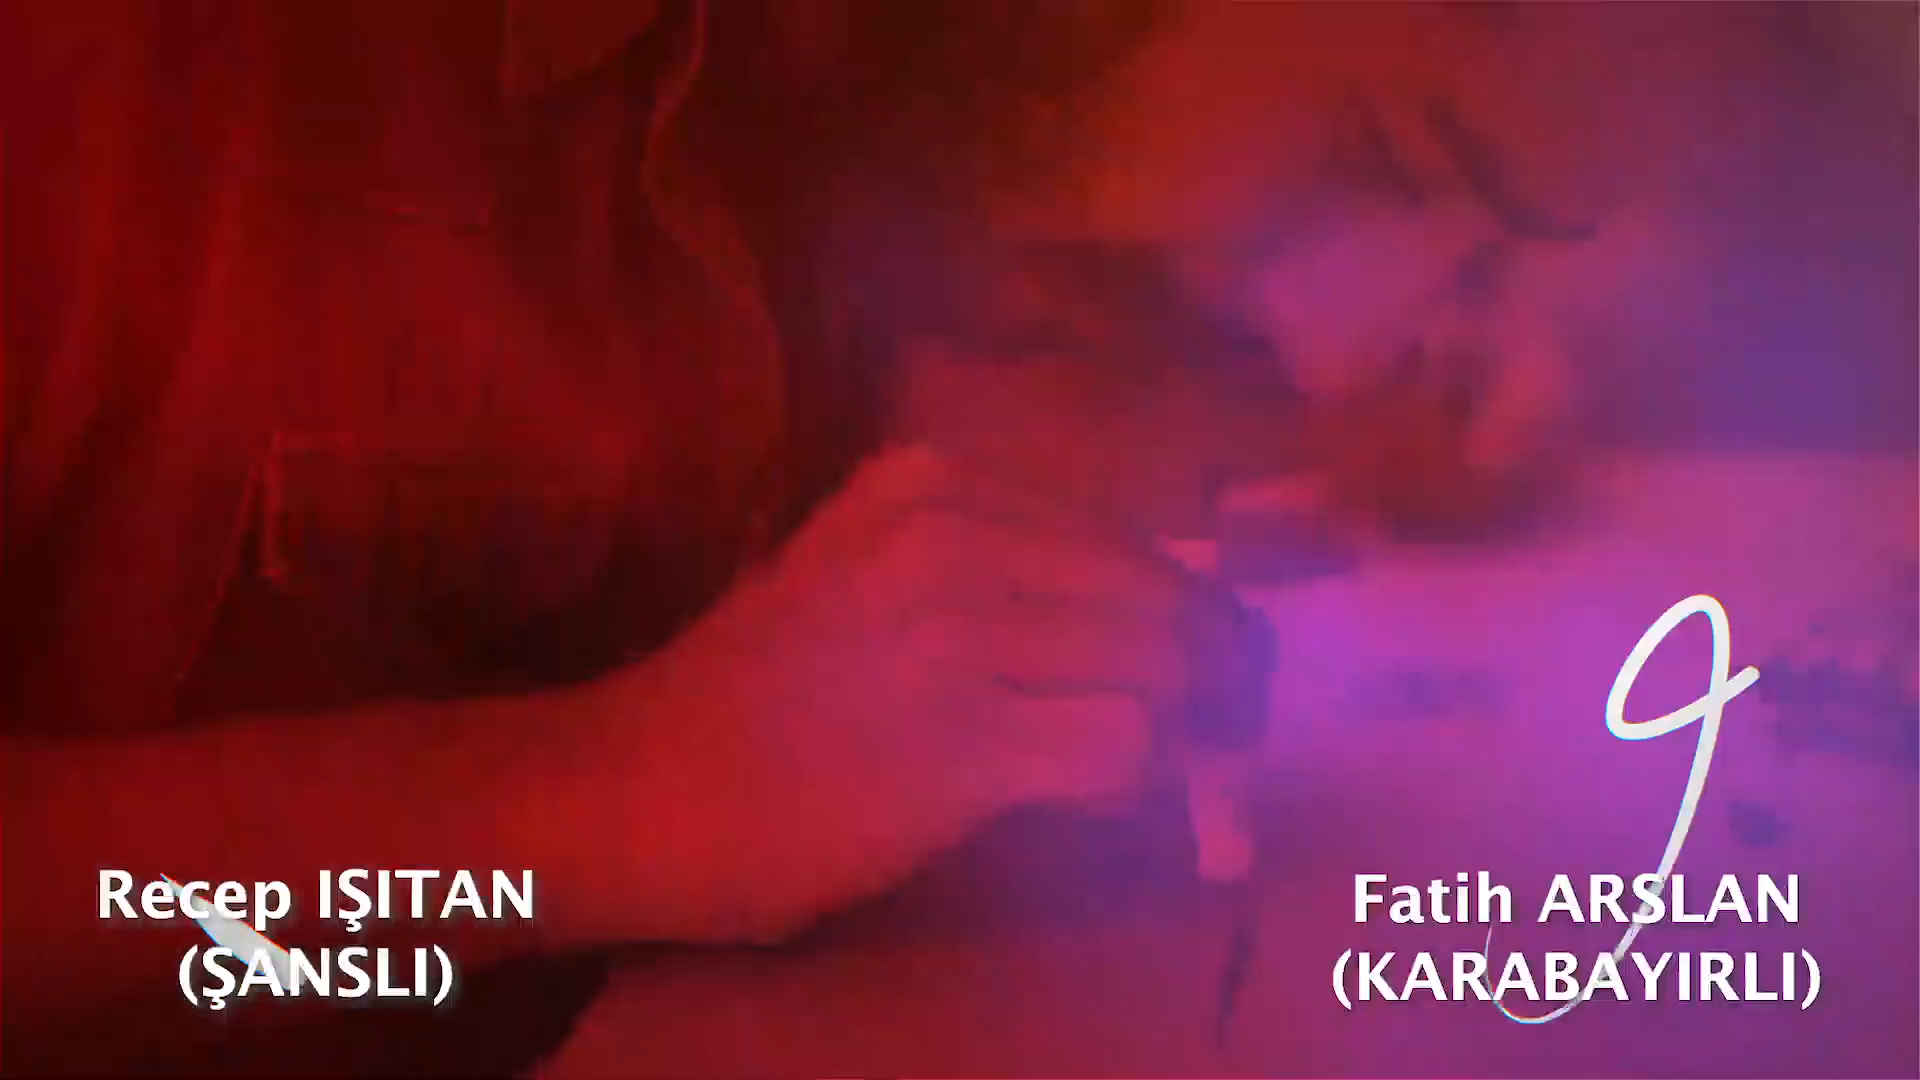 Recep IŞITAN
(ŞANSLI)
Fatih ARSLAN
(KARABAYIRLI)
9